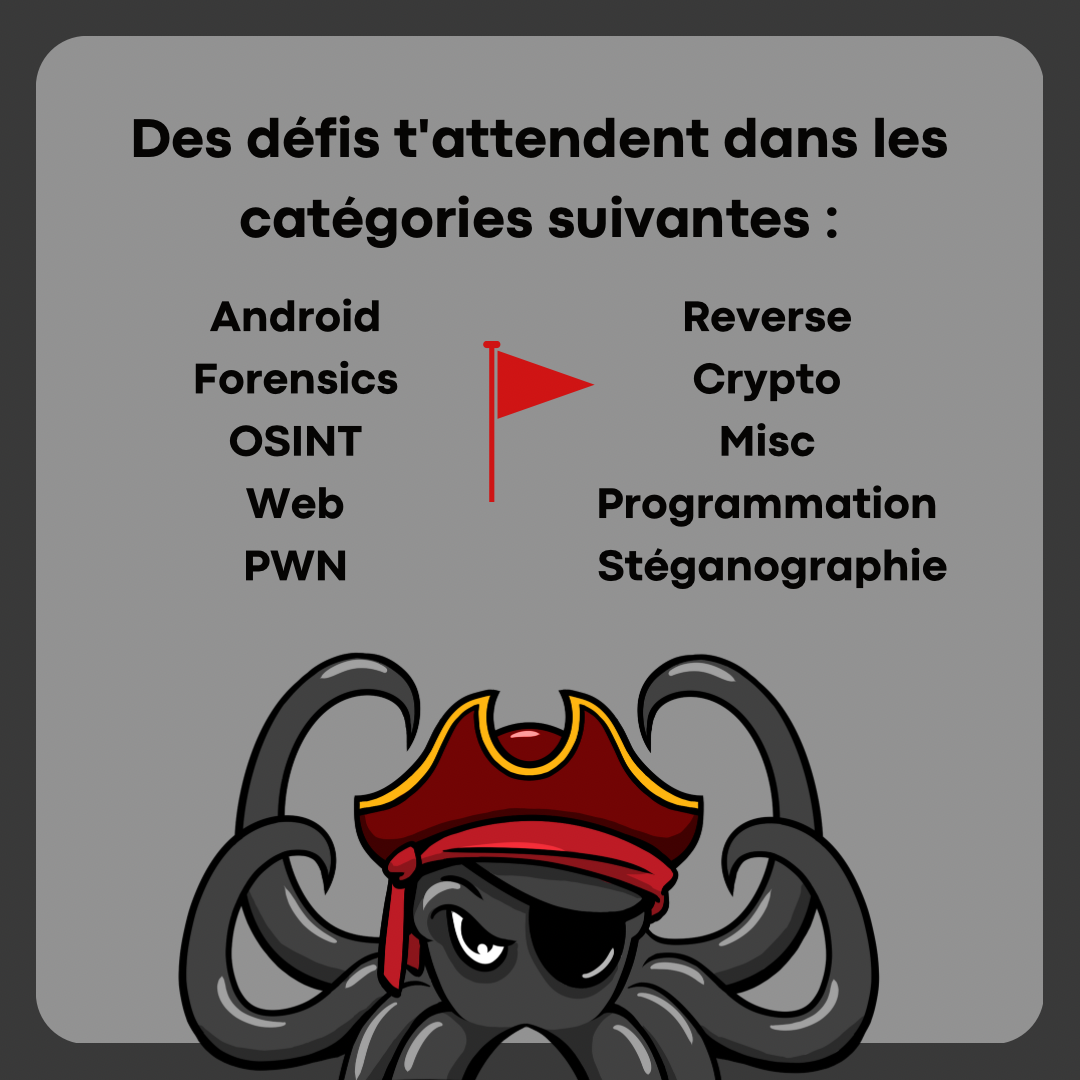 Des défis t'attendent dans les
catégories suivantes :
Android
Forensics
OSINT
Web
PWN
Reverse
Crypto
Misc
Programmation
Stéganographie